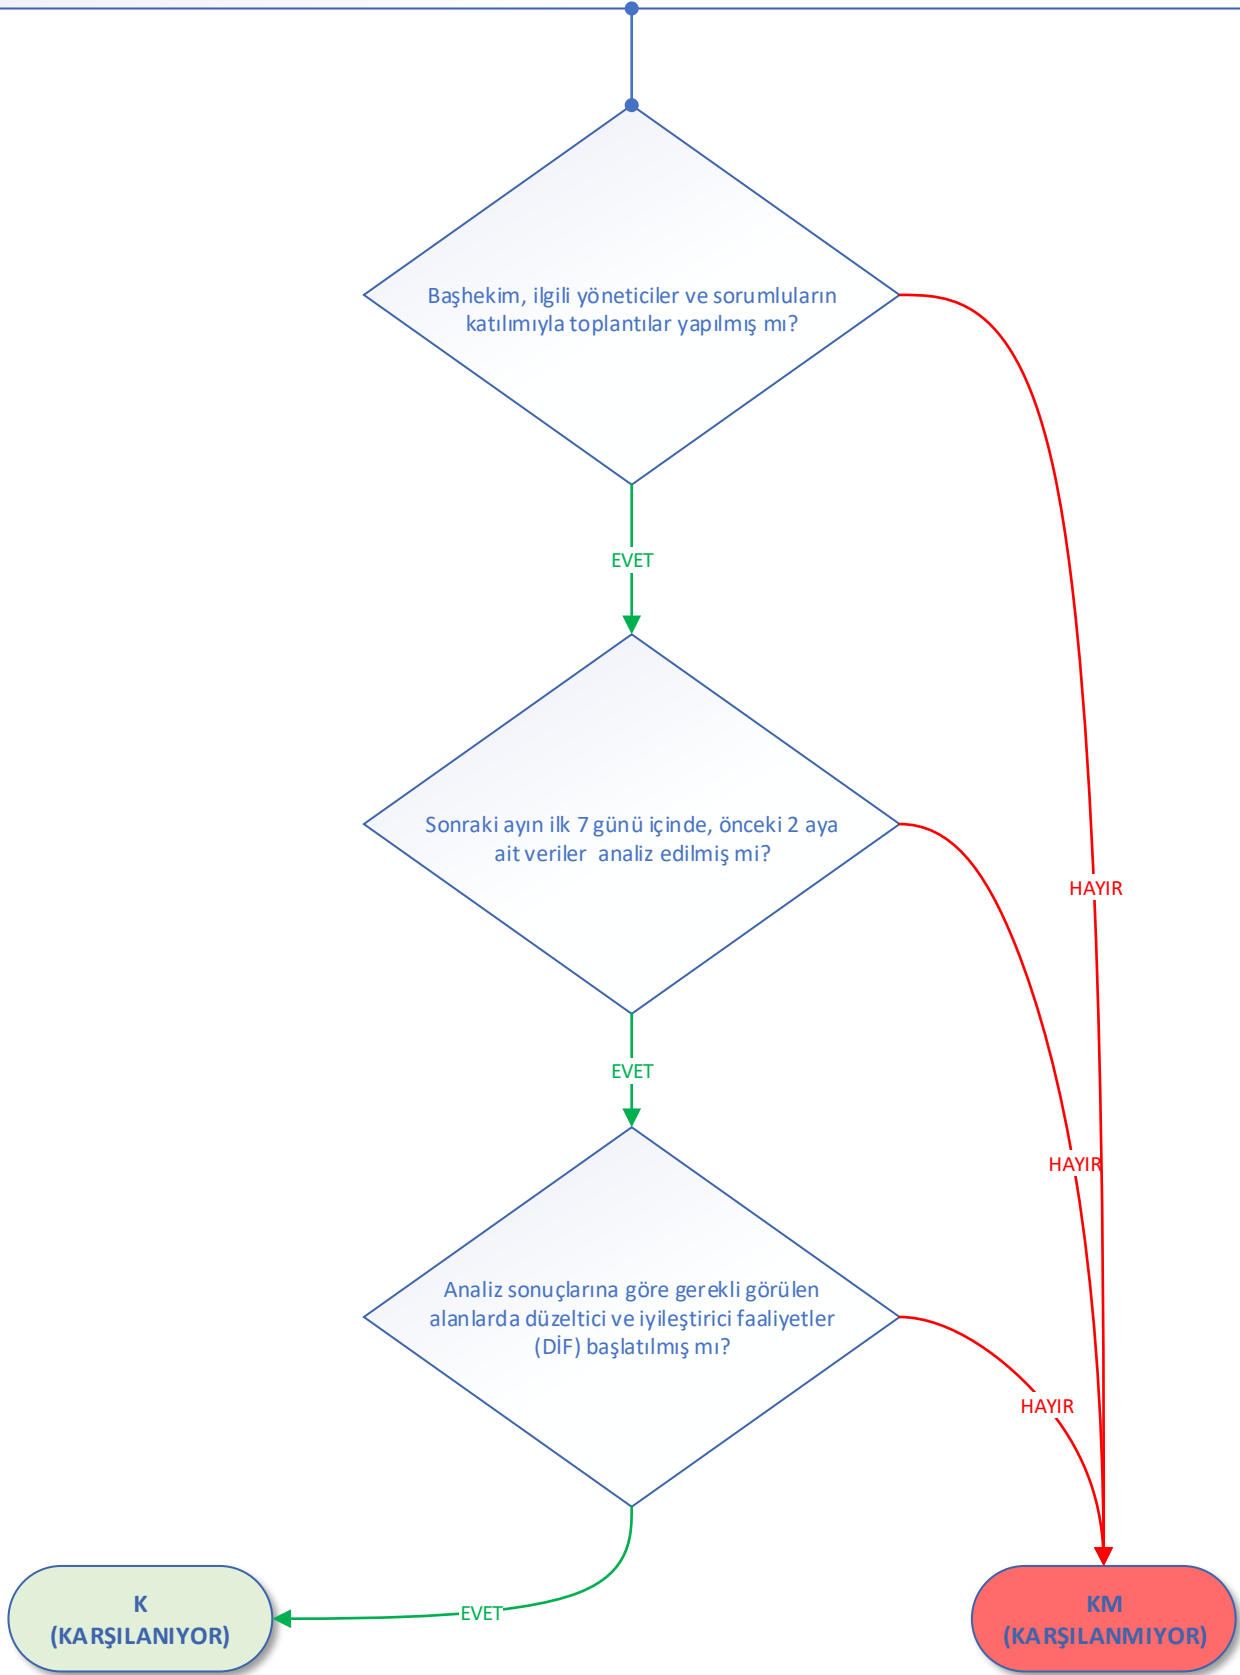 Başhekim, ilgili yöneticiler ve sorumluların
katılımıyla toplantılar yapılmış mı?
EVET
Sonraki ayın ilk 7 günü içinde, önceki 2 aya
ait veriler analiz edilmiş mi?
HAYIR
EVET
HAYIR
Analiz sonuçlarına göre gerekli görülen
alanlarda düzeltici ve iyileştirici faaliyetler
(DİF) başlatılmış mı?
HAYIR
EVET
K
(KARŞILANIYOR)
KM
(KARŞILANMIYOR)